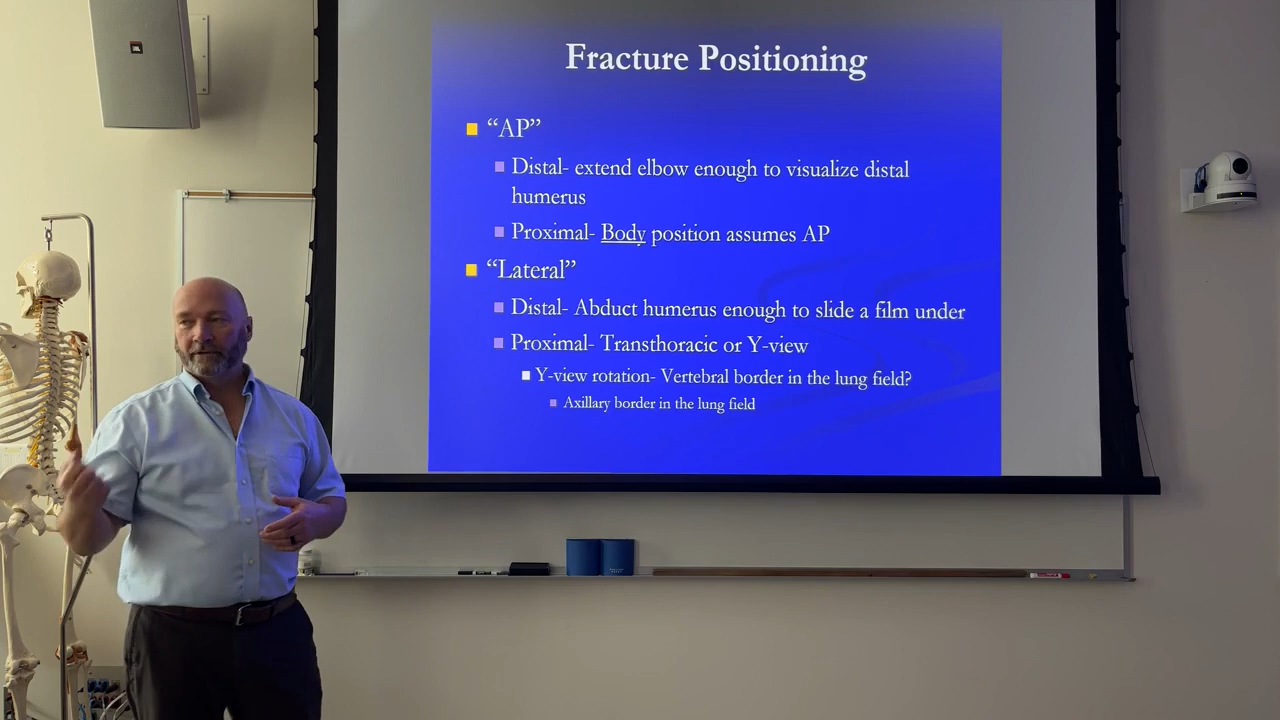 Fracture Positioning
“AP”
Distal- extend elbow enough to visualize distal
humerus
Proximal- Body position assumes AP
“Lateral”
Distal- Abduct humerus enough to slide a film under
Proximal- Transthoracic or Y-view
Y-view rotation- Vertebral border in the lung field?
Axillary border in the lung field
JBL